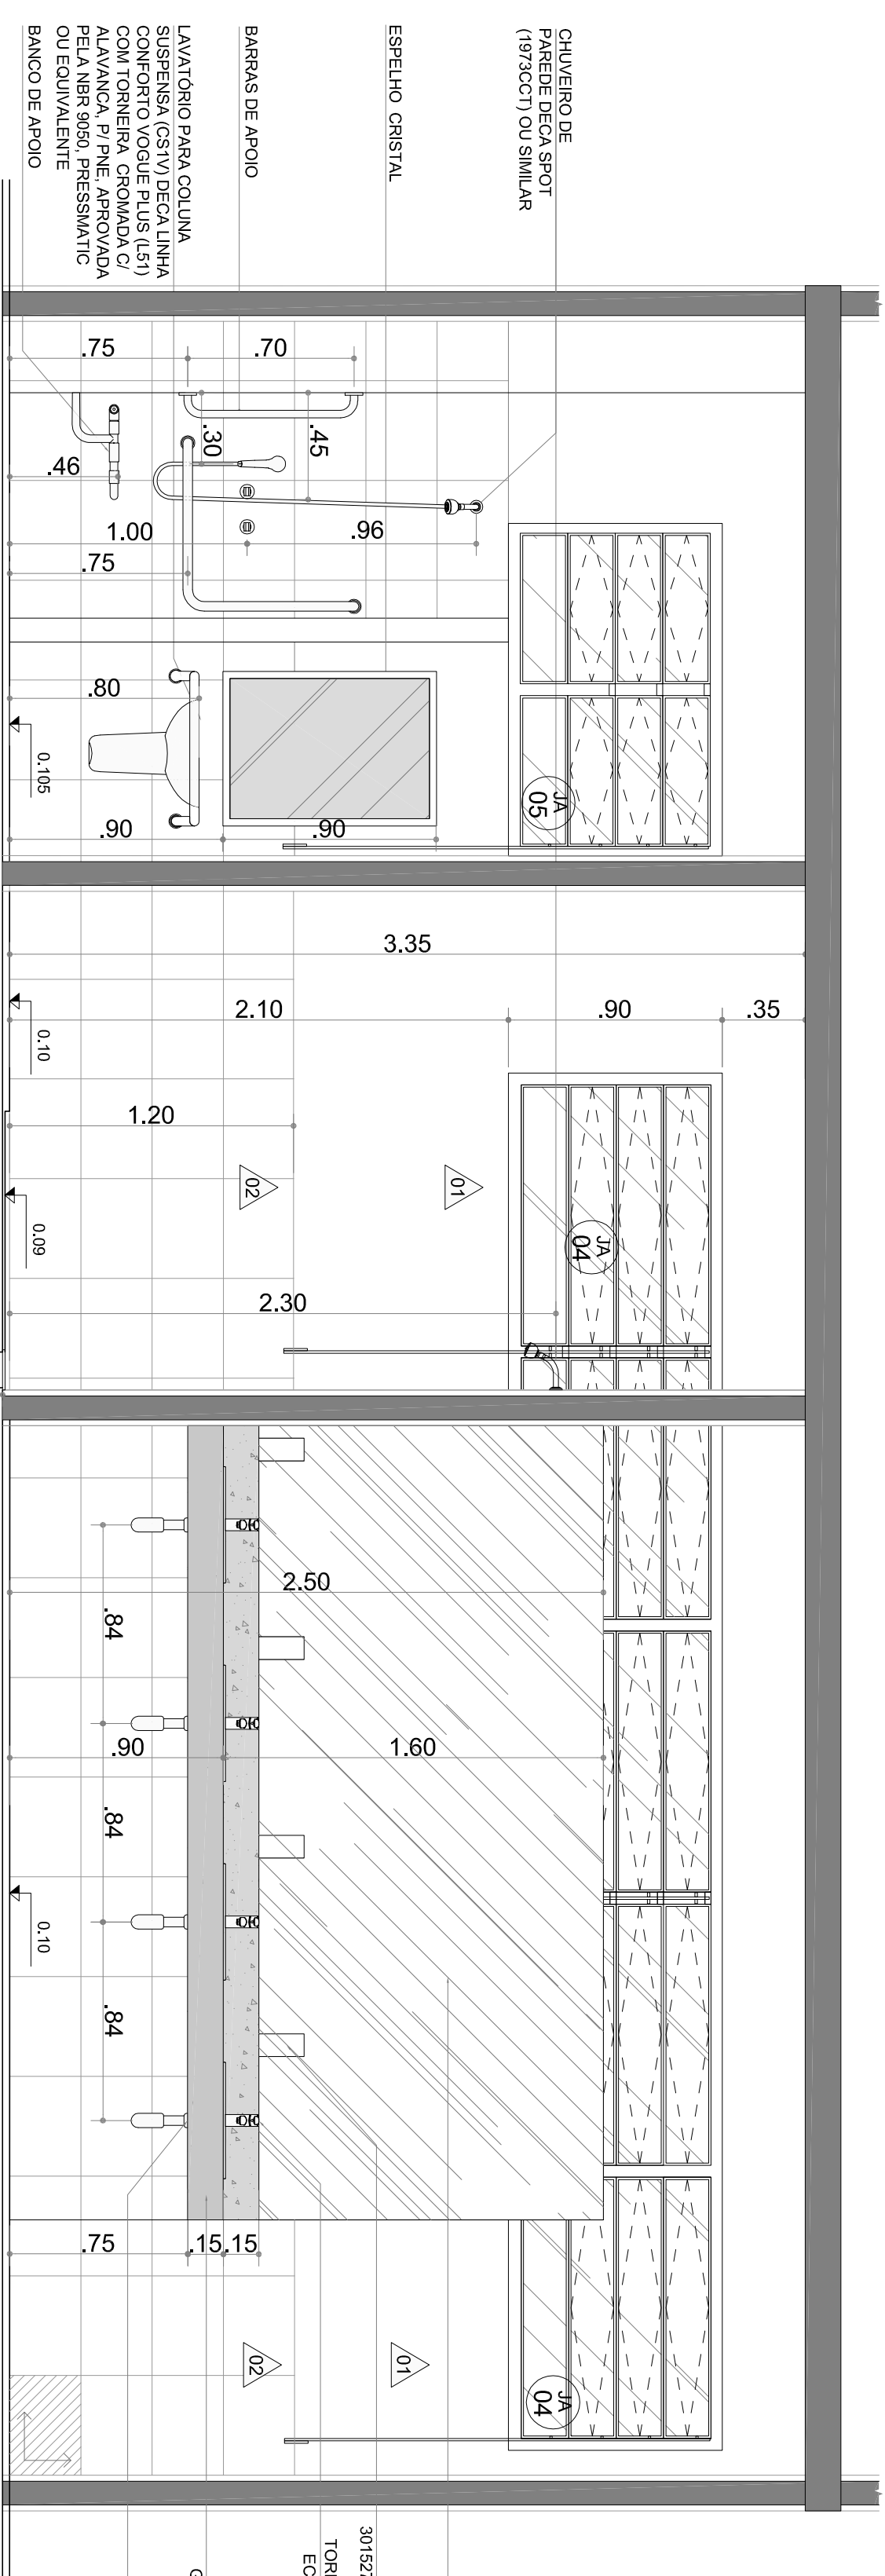 CHUVEIRO DE
PAREDE DECA SPOT
(1973CCT) OU SIMILAR
ESPELHO CRISTAL
BARRAS DE APOIO
LAVATÓRIO PARA COLUNA
SUSPENSA (CS1V) DECA LINHA
CONFORTO VOGUE PLUS (L51)
COM TORNEIRA CROMADA C/
ALAVANCA, P/ PNE, APROVADA
PELA NBR 9050, PRESSMATIC
OU EQUIVALENTE
BANCO DE APOIO
.75
.70
.30
.45
.46
1.00
.96
.75
.80
0.105
.90
.90
JA
05
3.35
2.10
.90
.35
0.10
1.20
02
01
0.09
JA
04
2.30
2.50
.84
.90
1.60
.84
0.10
.84
.75
.15
.15
02
01
JA
04
30152
TOR
EC